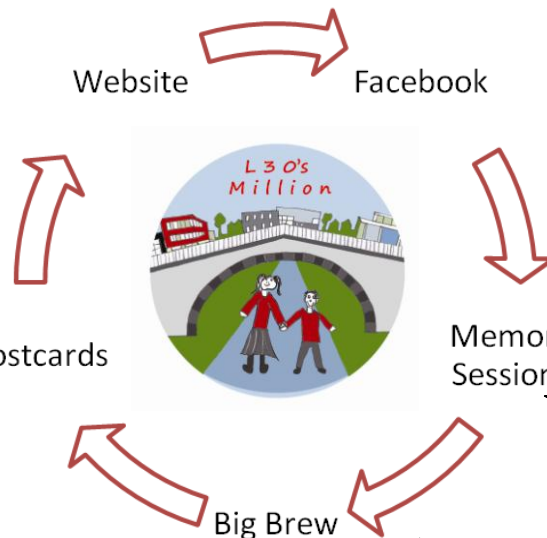 Website
Facebook
L30's
Million
Memor
Session
ostcards
Big Brew